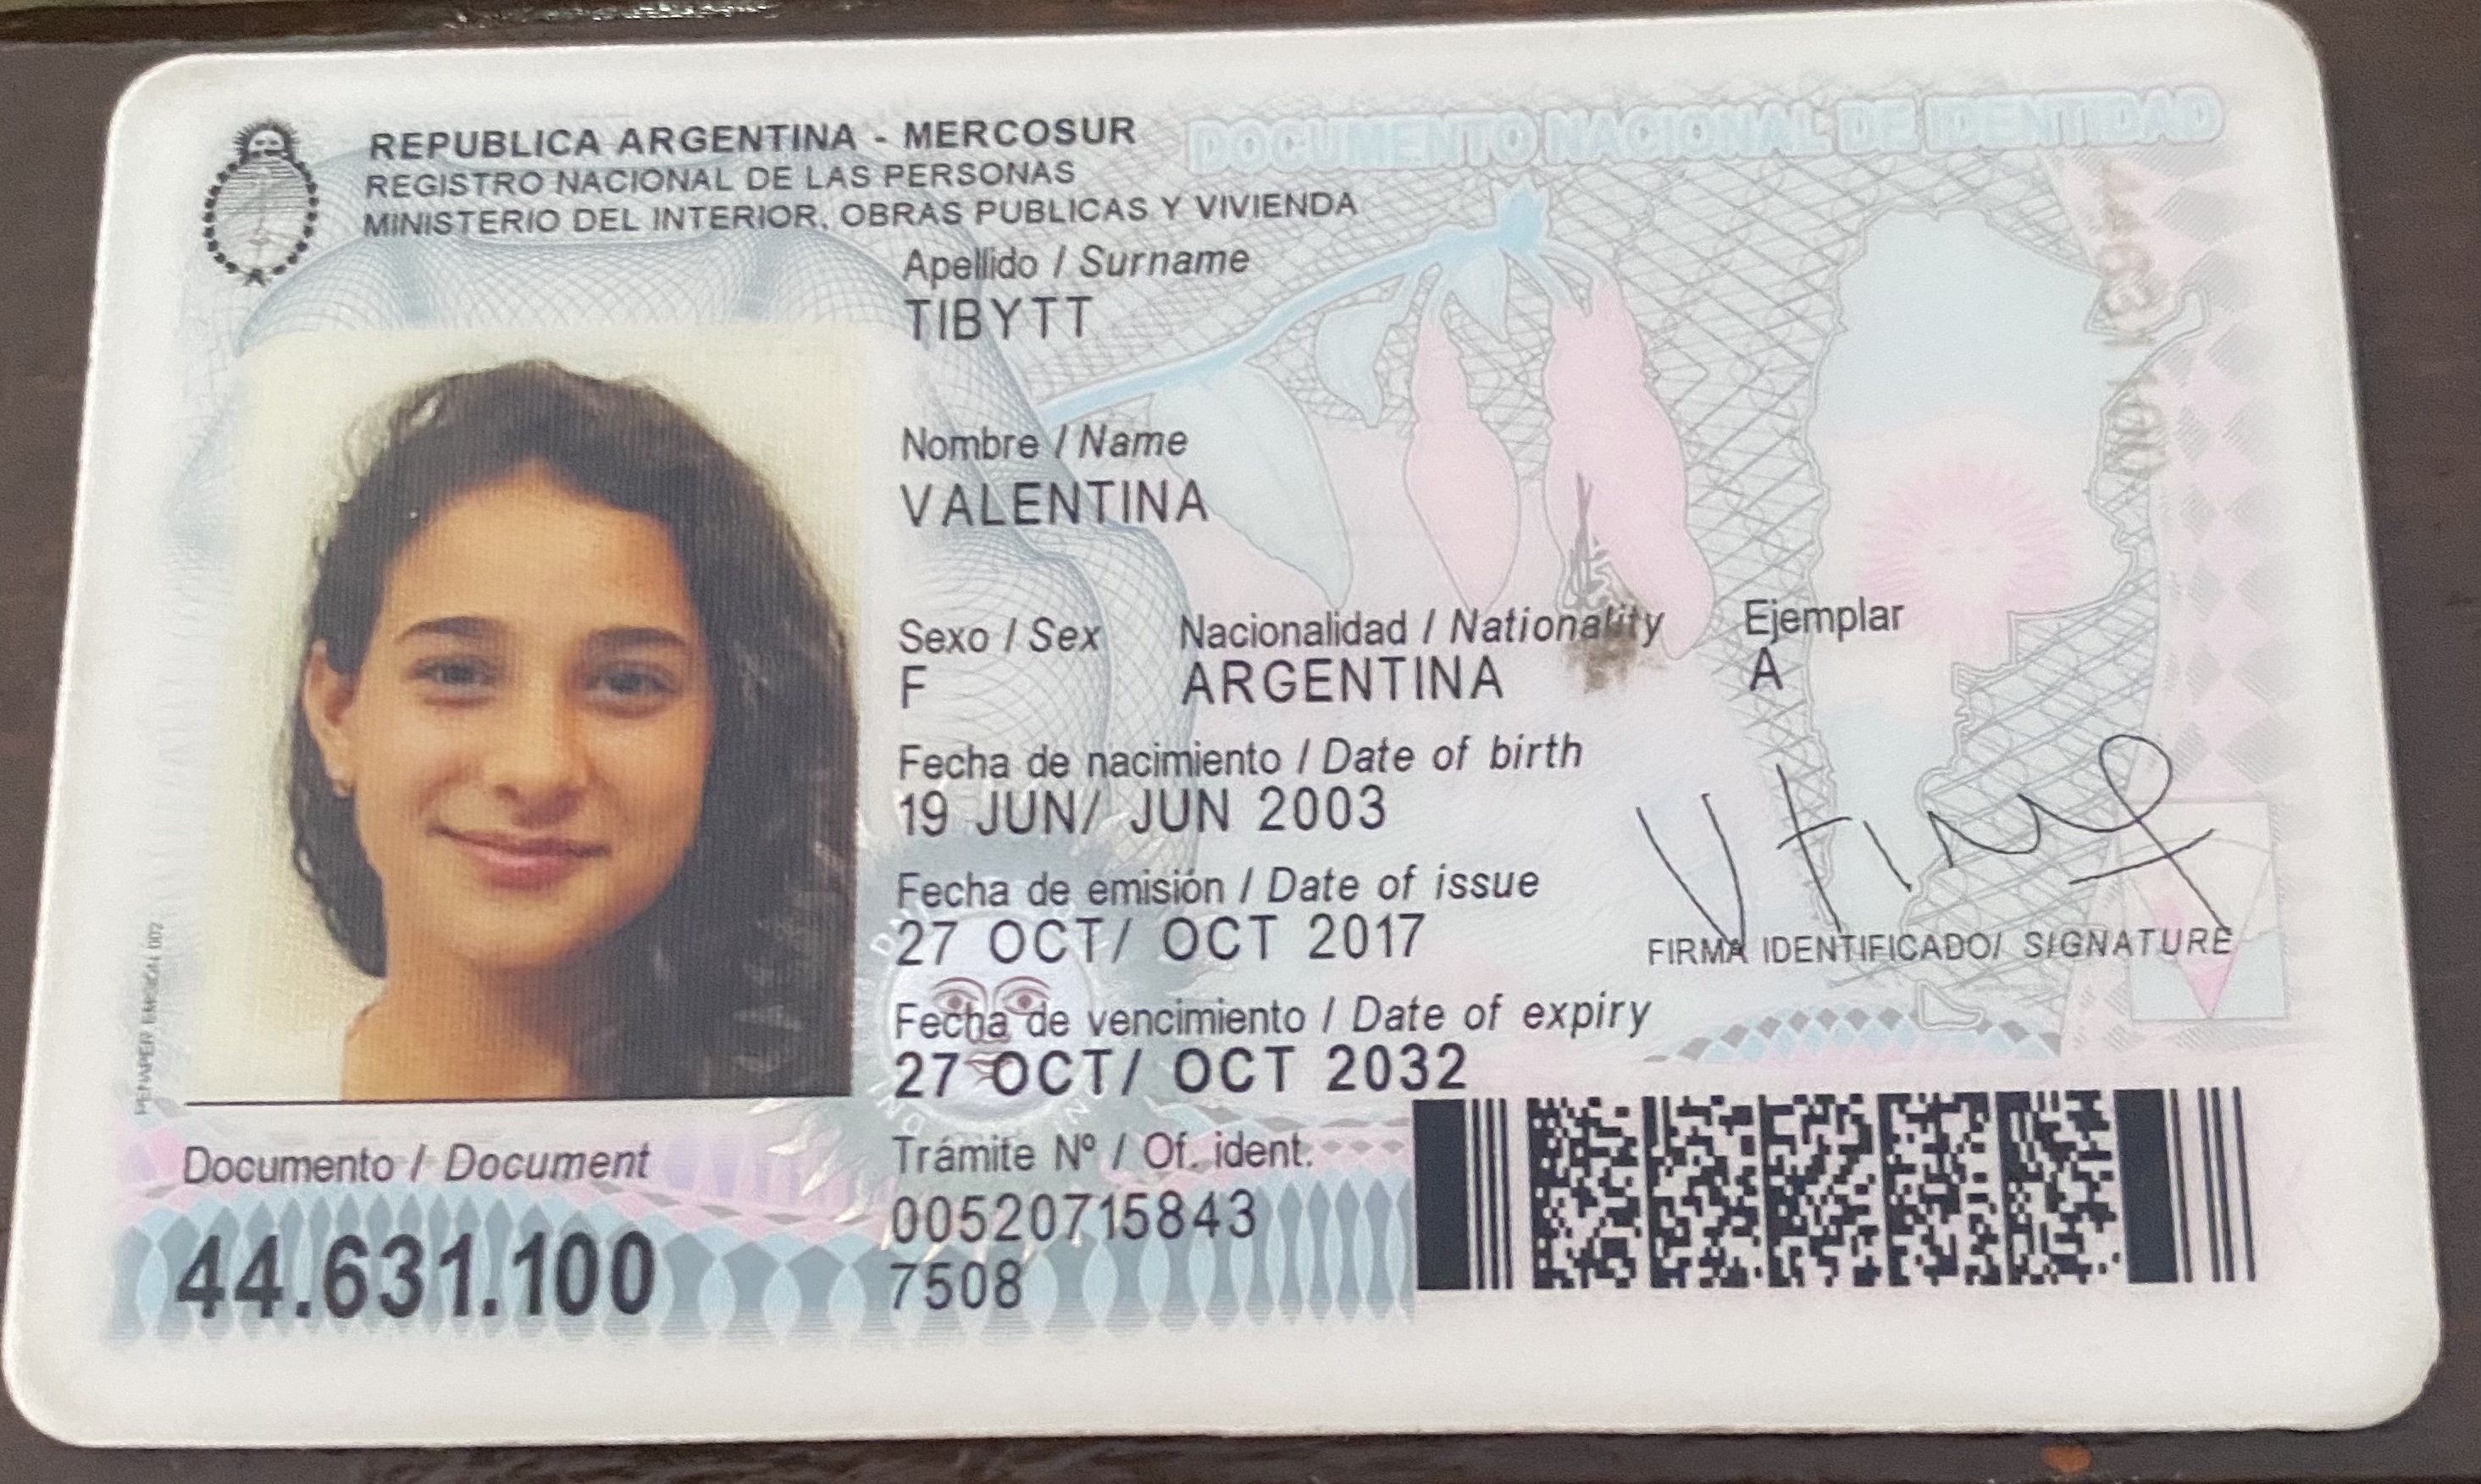 REPUBLICA ARGENTINA - MERCOSUR
REGISTRO NACIONAL DE LAS PERSONAS
MINISTERIO DEL INTERIOR, OBRAS PUBLICAS Y VIVIENDA
DOCUMENTO NACIONAL DE IDENTIDAD
Apellido / Surname
TIBYTT
Nombre / Name
VALENTINA
Sexo / Sex Nacionalidad / Nationality Ejemplar
F ARGENTINA A
Fecha de nacimiento / Date of birth
19 JUN/ JUN 2003
Fecha de emisión / Date of issue
27 OCT/ OCT 2017
FIRMA IDENTIFICADO/ SIGNATURE
Fecha de vencimiento / Date of expiry
27 OCT/ OCT 2032
Documento / Document
44.631.100
Trámite Nº / Of. ident.
00520715843
7508